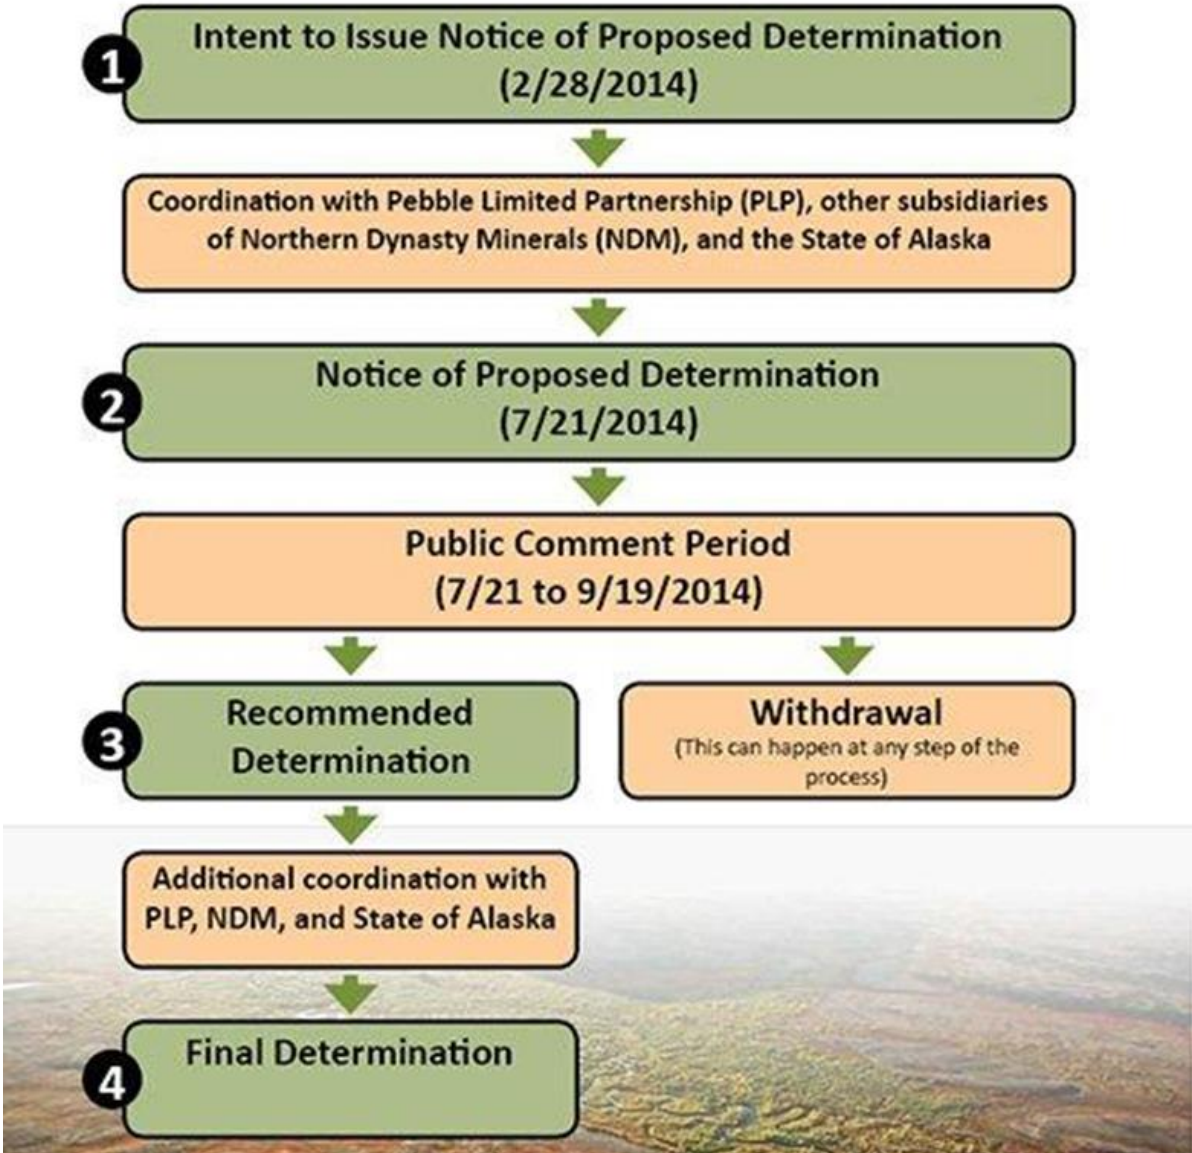 1
Intent to Issue Notice of Proposed Determination
(2/28/2014)
Coordination with Pebble Limited Partnership (PLP), other subsidiaries
of Northern Dynasty Minerals (NDM), and the State of Alaska
2
Notice of Proposed Determination
(7/21/2014)
Public Comment Period
(7/21 to 9/19/2014)
3
Recommended
Determination
Withdrawal
(This can happen at any step of the
process)
Additional coordination with
PLP, NDM, and State of Alaska
4
Final Determination